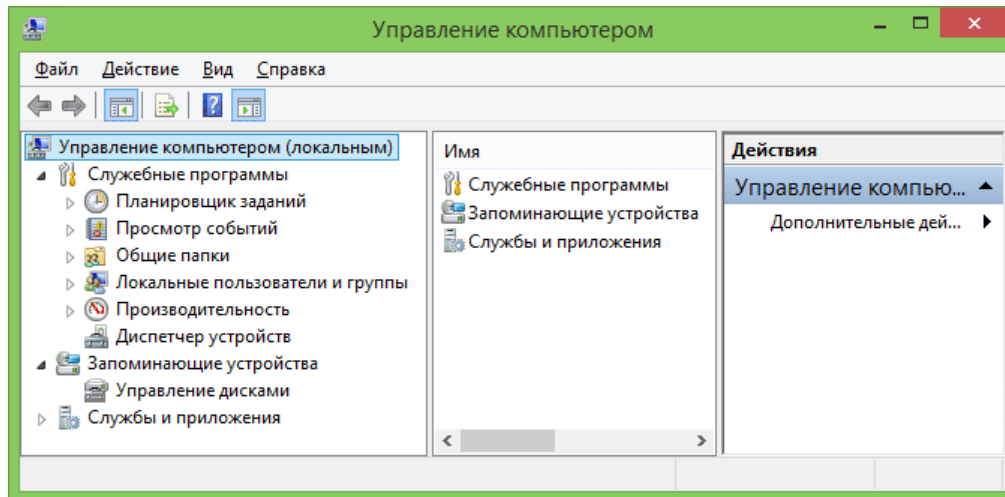 Управление компьютером
Файл Действие Вид Справка
Управление компьютером (локальным)
Служебные программы
Планировщик заданий
Просмотр событий
Общие папки
Локальные пользователи и группы
Производительность
Диспетчер устройств
Запоминающие устройства
Управление дисками
Службы и приложения
Имя
Служебные программы
Запоминающие устройства
Службы и приложения
Действия
Управление компью...
Дополнительные дей...